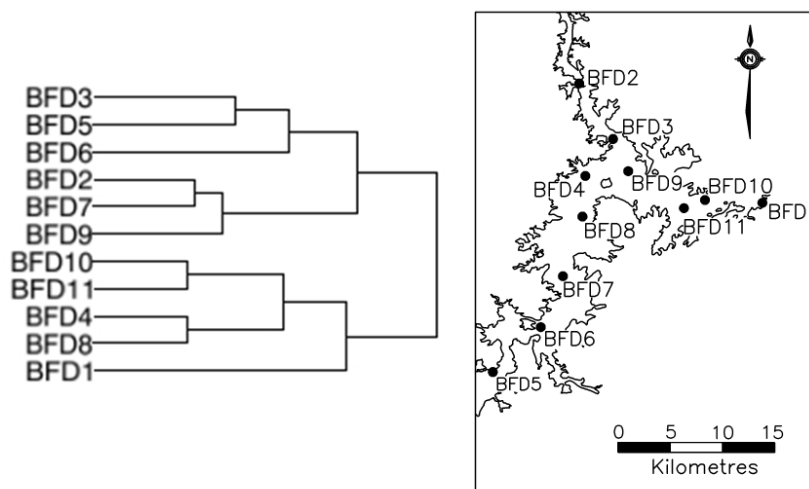 BFD3
BFD5
BFD6
BFD2
BFD7
BFD9
BFD10
BFD11
BFD4
BFD8
BFD1
N
BFD2
BFD3
BFD9
BFD4
BFD10
BFD
BFD8
BFD11
BFD7
BFD6
BFD5
0 5 10 15
Kilometres